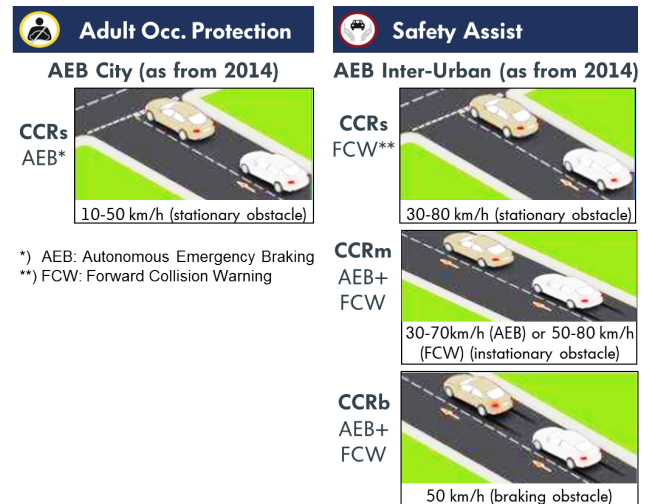 Adult Occ. Protection
AEB City (as from 2014)
CCRs
AEB*
10-50 km/h (stationary obstacle)
*) AEB: Autonomous Emergency Braking
**) FCW: Forward Collision Warning
Safety Assist
AEB Inter-Urban (as from 2014)
CCRs
FCW**
30-80 km/h (stationary obstacle)
CCRm
AEB+
FCW
30-70km/h (AEB) or 50-80 km/h
(FCW) (instationary obstacle)
CCRb
AEB+
FCW
50 km/h (braking obstacle)